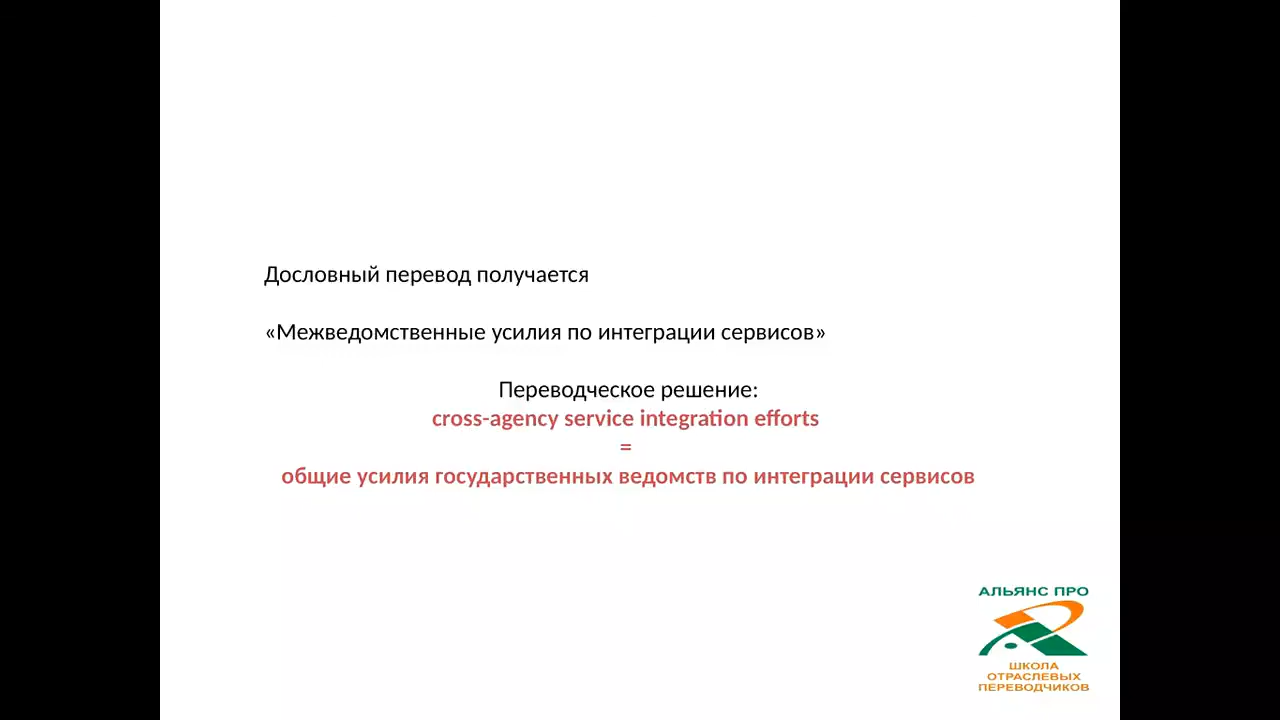 Дословный перевод получается
«Межведомственные усилия по интеграции сервисов»
Переводческое решение:
cross-agency service integration efforts
=
общие усилия государственных ведомств по интеграции сервисов
АЛЬЯНС ПРО
ШКОЛА
ОТРАСЛЕВЫХ
ПЕРЕВОДЧИКОВ